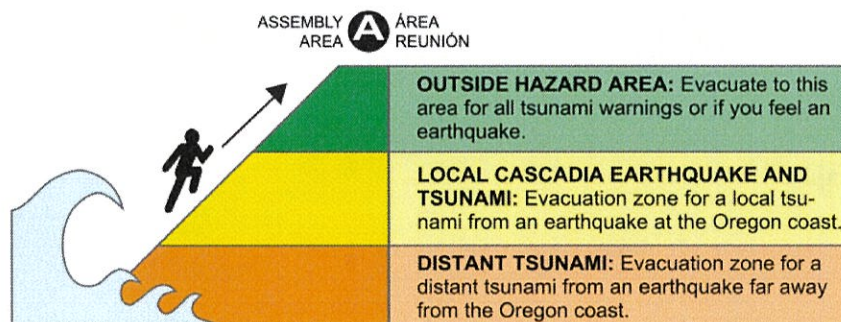 ASSEMBLY AREA
A
ÁREA REUNIÓN
OUTSIDE HAZARD AREA: Evacuate to this
area for all tsunami warnings or if you feel an
earthquake.
LOCAL CASCADIA EARTHQUAKE AND
TSUNAMI: Evacuation zone for a local tsu-
nami from an earthquake at the Oregon coast.
DISTANT TSUNAMI: Evacuation zone for a
distant tsunami from an earthquake far away
from the Oregon coast.